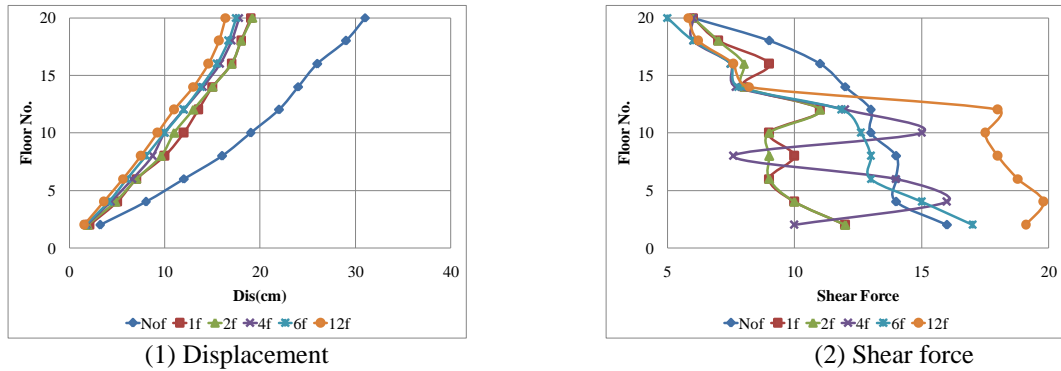 20
15
10
5
0
Floor No.
0 10 20 30 40
Dis(cm)
Nof 1f 2f 4f 6f 12f
(1) Displacement
20
15
10
5
0
Floor No.
5 10 15 20
Shear Force
Nof 1f 2f 4f 6f 12f
(2) Shear force